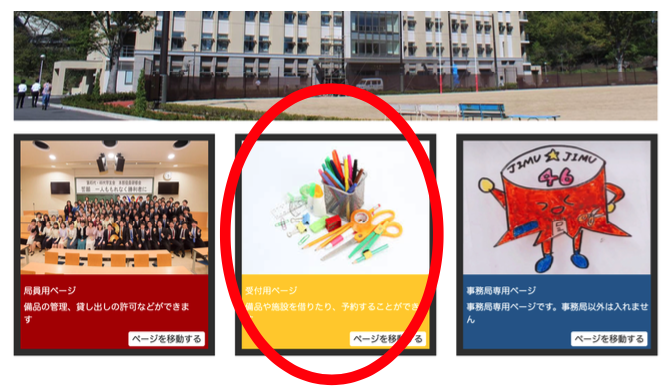 JIMU JIMU
46
局員用ページ
備品の管理、貸し出しの許可などができま
す
ページを移動する
受付用ページ
備品や施設を借りたり、予約することができ
ページを移動する
事務局専用ページ
事務局専用ページです。事務局以外は入れませ
ん
ページを移動する